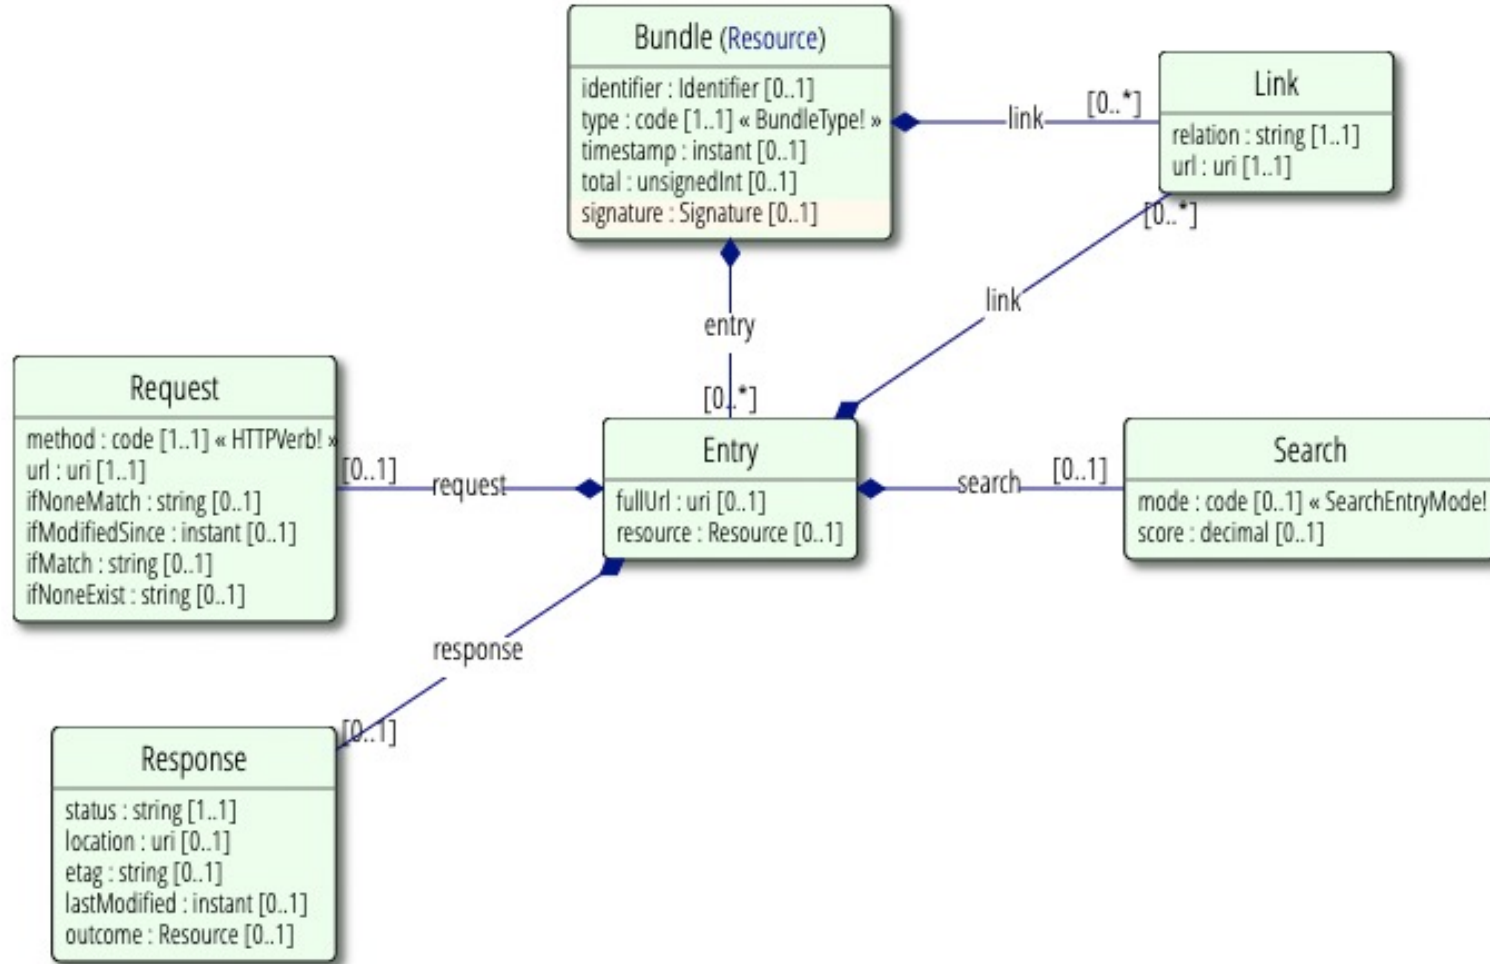 Bundle (Resource)
identifier : Identifier [0..1]
type : code [1..1] « BundleType! »
timestamp : instant [0..1]
total : unsignedInt [0..1]
signature : Signature [0..1]
link
[0..*]
Link
relation : string [1..1]
url : uri [1..1]
[0..*]
link
entry
[0..*]
Request
method : code [1..1] « HTTPVerb! »
url : uri [1..1]
ifNoneMatch : string [0..1]
ifModifiedSince : instant [0..1]
ifMatch : string [0..1]
ifNoneExist : string [0..1]
[0..1]
request
Entry
fullUrl : uri [0..1]
resource : Resource [0..1]
search
[0..1]
Search
mode : code [0..1] « SearchEntryMode!
score : decimal [0..1]
response
[0..1]
Response
status : string [1..1]
location : uri [0..1]
etag : string [0..1]
lastModified : instant [0..1]
outcome : Resource [0..1]